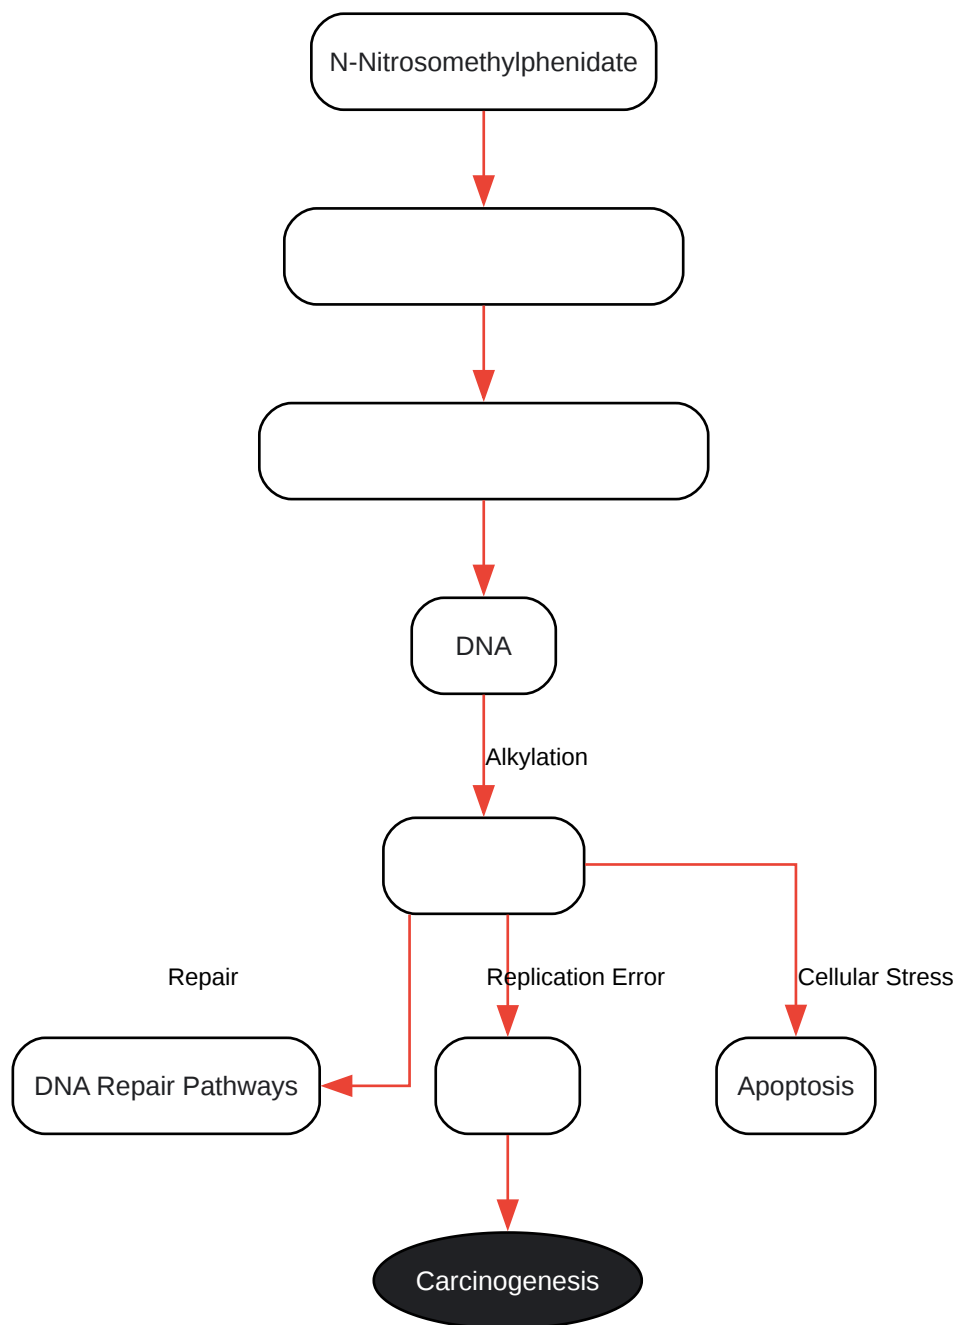 N-Nitrosomethylphenidate
DNA
Alkylation
Repair
Replication Error
Cellular Stress
DNA Repair Pathways
Apoptosis
Carcinogenesis